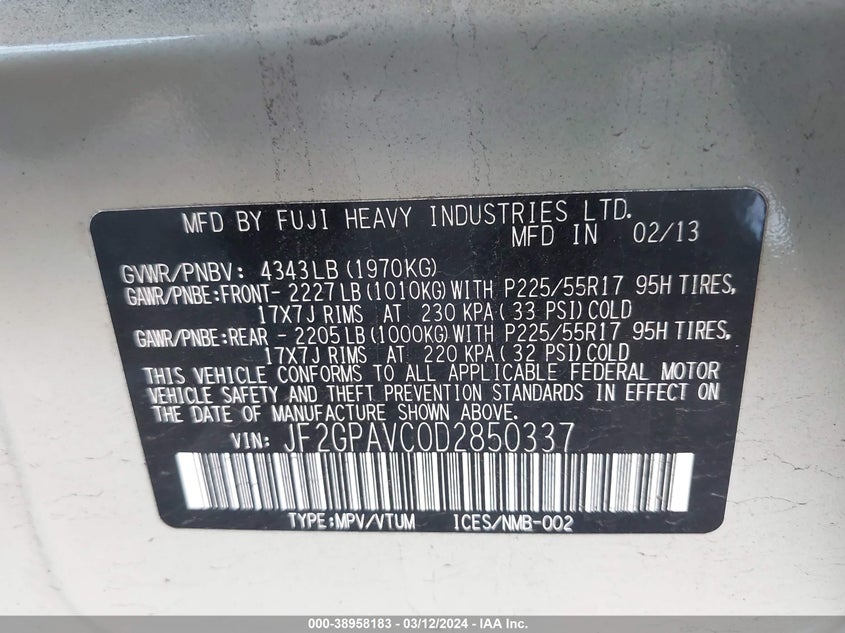 MFD BY FUJI HEAVY INDUSTRIES LTD.
MFD IN 02/13
GVWR/PNBV: 4343LB (1970KG)
GAWR/PNBE:FRONT- 2227LB (1010KG) WITH P225/55R17 95H TIRES,
17X7J RIMS AT 230 KPA ( 33 PSI) COLD
GAWR/PNBE:REAR - 2205LB (1000KG) WITH P225/55R17 95H TIRES,
17X7J RIMS AT 220 KPA ( 32 PSI) COLD
THIS VEHICLE CONFORMS TO ALL APPLICABLE FEDERAL MOTOR
VEHICLE SAFETY AND THEFT PREVENTION STANDARDS IN EFFECT ON
THE DATE OF MANUFACTURE SHOWN ABOVE.
VIN: JF2GPAVC0D2850337
TYPE:MPV/VTUM ICES/NMB-002
000-38958183 - 03/12/2024 - IAA Inc.